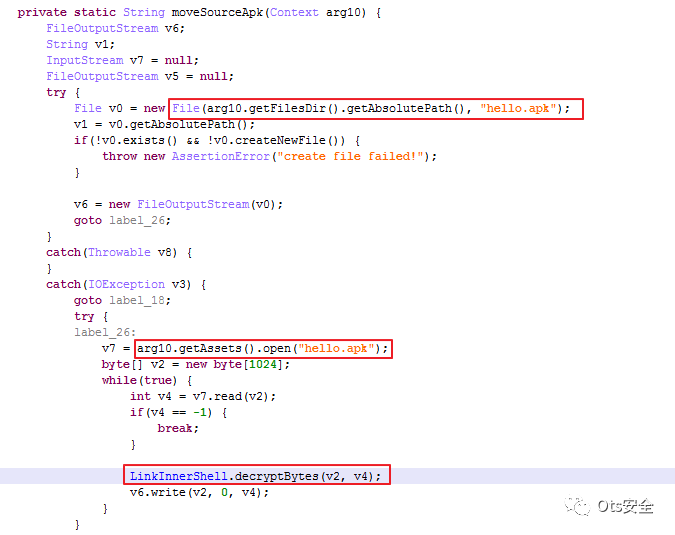 private static String moveSourceApk(Context arg10) {
    FileOutputStream v6;
    String v1;
    InputStream v7 = null;
    FileOutputStream v5 = null;
    try {
        File v0 = new File(arg10.getFilesDir().getAbsolutePath(), "hello.apk");
        v1 = v0.getAbsolutePath();
        if(!v0.exists() && !v0.createNewFile()) {
            throw new AssertionError("create file failed!");
        }

        v6 = new FileOutputStream(v0);
        goto label_26;
    }
    catch(Throwable v8) {
    }
    catch(IOException v3) {
        goto label_18;
        try {
        label_26:
            v7 = arg10.getAssets().open("hello.apk");
            byte[] v2 = new byte[1024];
            while(true) {
                int v4 = v7.read(v2);
                if(v4 == -1) {
                    break;
                }

                LinkInnerShell.decryptBytes(v2, v4);
                v6.write(v2, 0, v4);
            }
        }
Ots安全